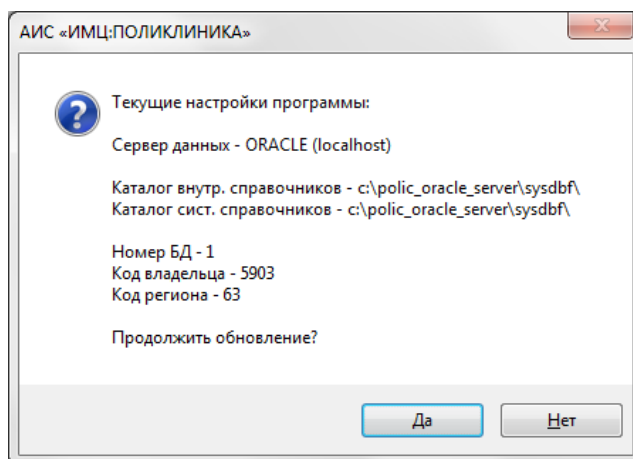 АИС «ИМЦ:ПОЛИКЛИНИКА»
Текущие настройки программы:
Сервер данных - ORACLE (localhost)
Каталог внутр. справочников - c:\polic_oracle_server\sysdbf\
Каталог сист. справочников - c:\polic_oracle_server\sysdbf\
Номер БД - 1
Код владельца - 5903
Код региона - 63
Продолжить обновление?
Да
Нет